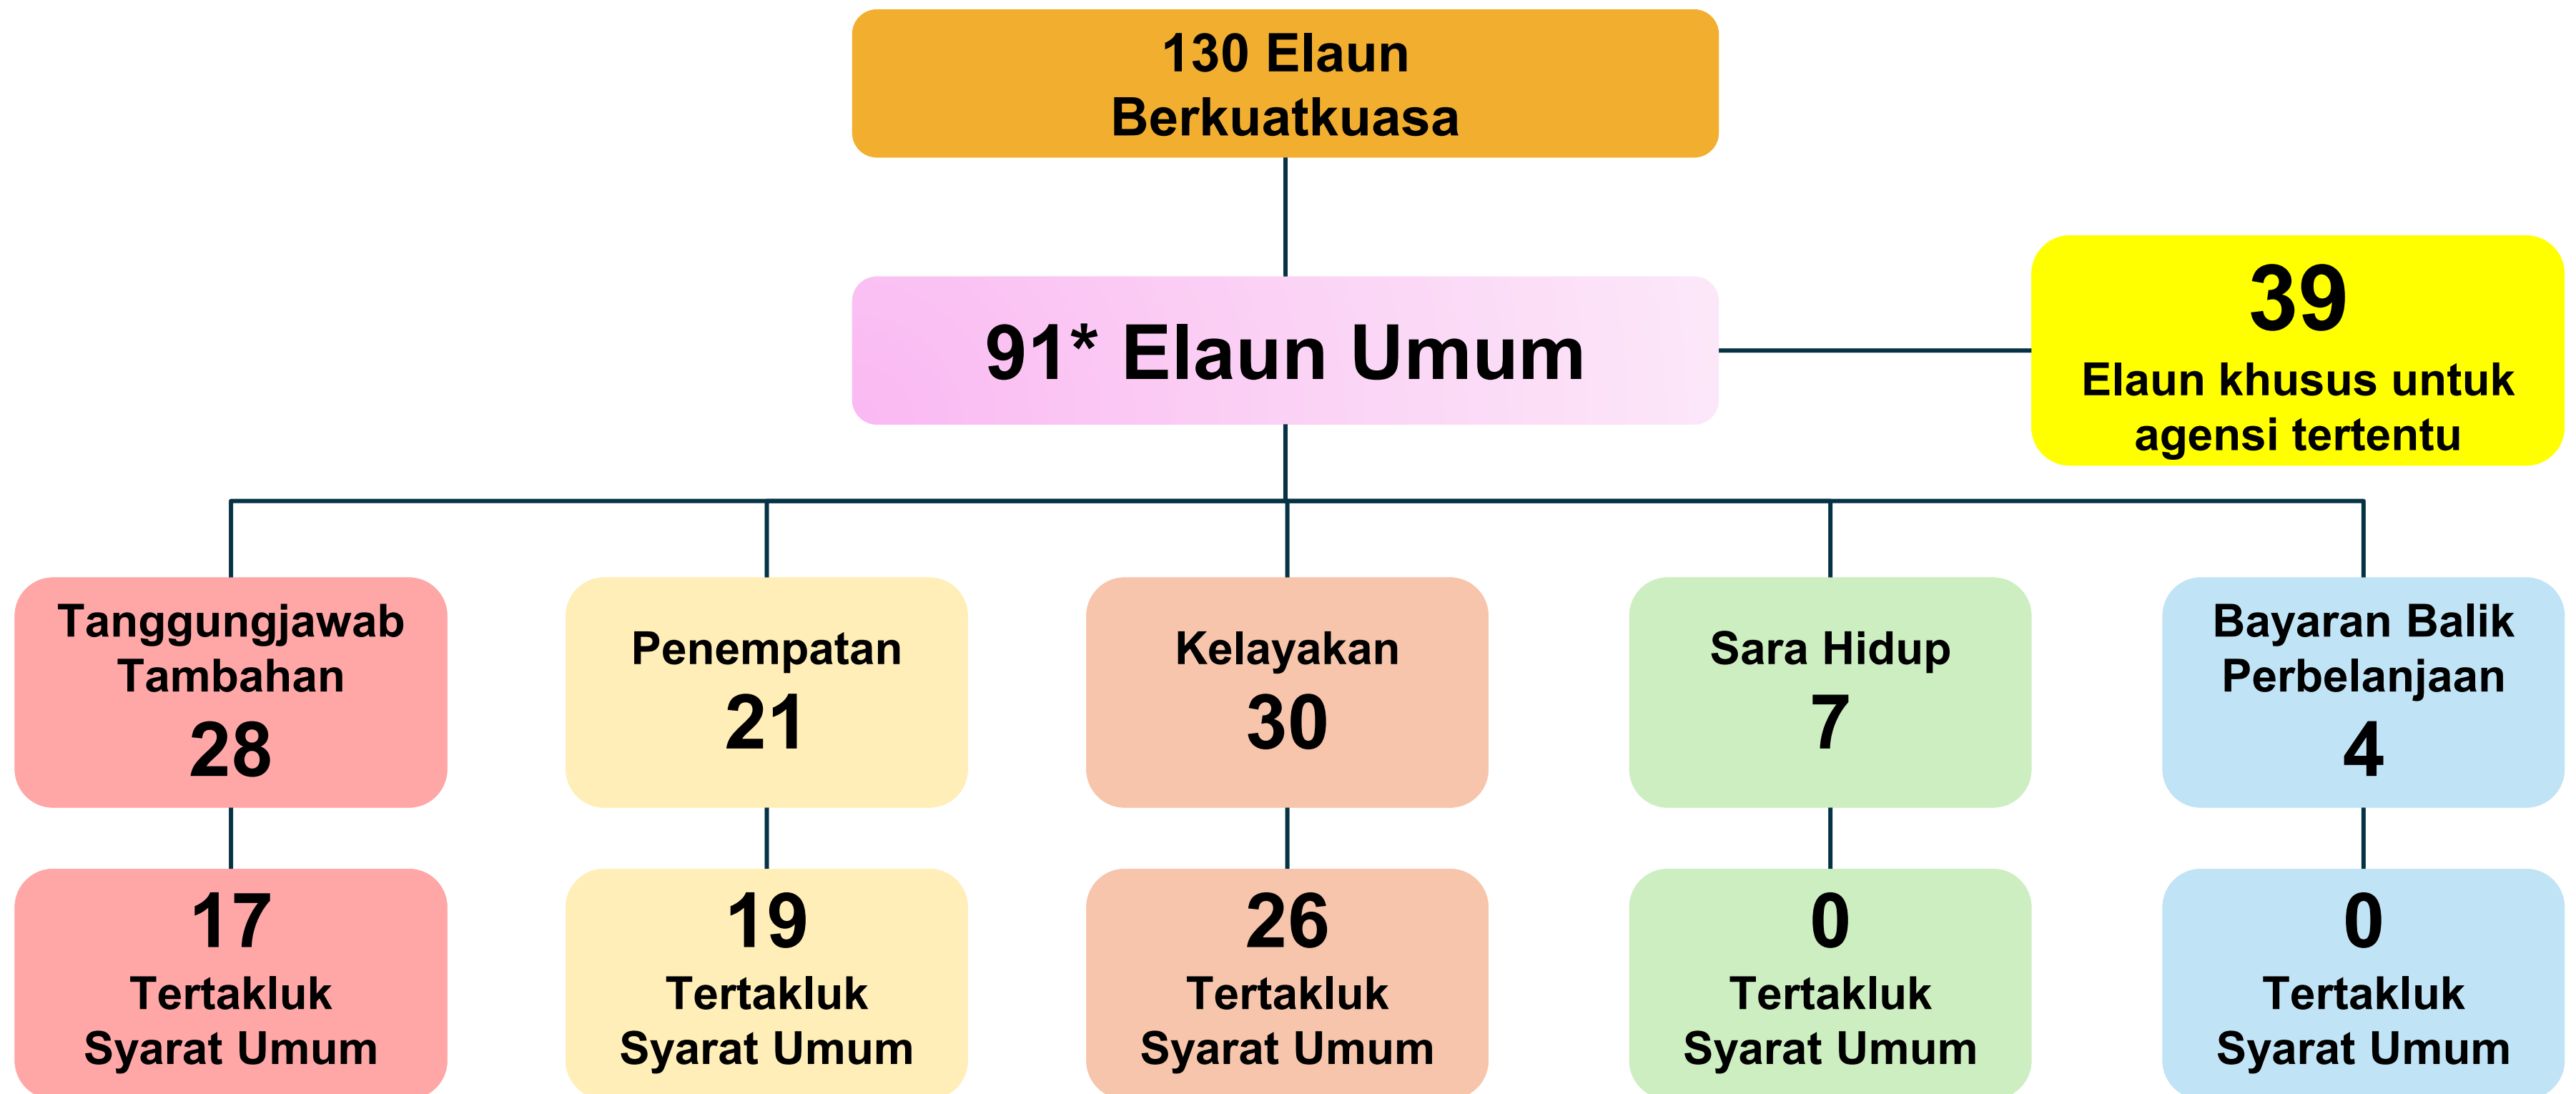 130 Elaun
Berkuatkuasa
91* Elaun Umum
39
Elaun khusus untuk
agensi tertentu
Tanggungjawab
Tambahan
28
Penempatan
21
Kelayakan
30
Sara Hidup
7
Bayaran Balik
Perbelanjaan
4
17
Tertakluk
Syarat Umum
19
Tertakluk
Syarat Umum
26
Tertakluk
Syarat Umum
0
Tertakluk
Syarat Umum
0
Tertakluk
Syarat Umum